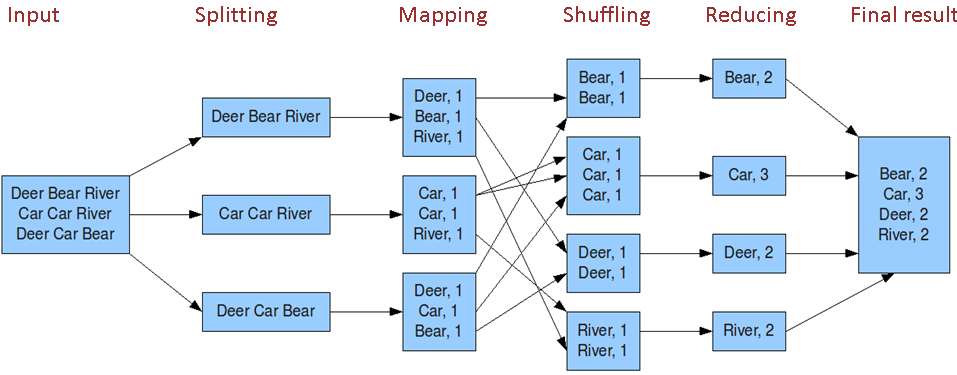 Input
Splitting
Mapping
Shuffling
Reducing
Final result
Deer Bear River
Car Car River
Deer Car Bear
Deer Bear River
Car Car River
Deer Car Bear
Deer, 1
Bear, 1
River, 1
Car, 1
Car, 1
River, 1
Deer, 1
Car, 1
Bear, 1
Bear, 1
Bear, 1
Car, 1
Car, 1
Car, 1
Deer, 1
Deer, 1
River, 1
River, 1
Bear, 2
Car, 3
Deer, 2
River, 2
Bear, 2
Car, 3
Deer, 2
River, 2